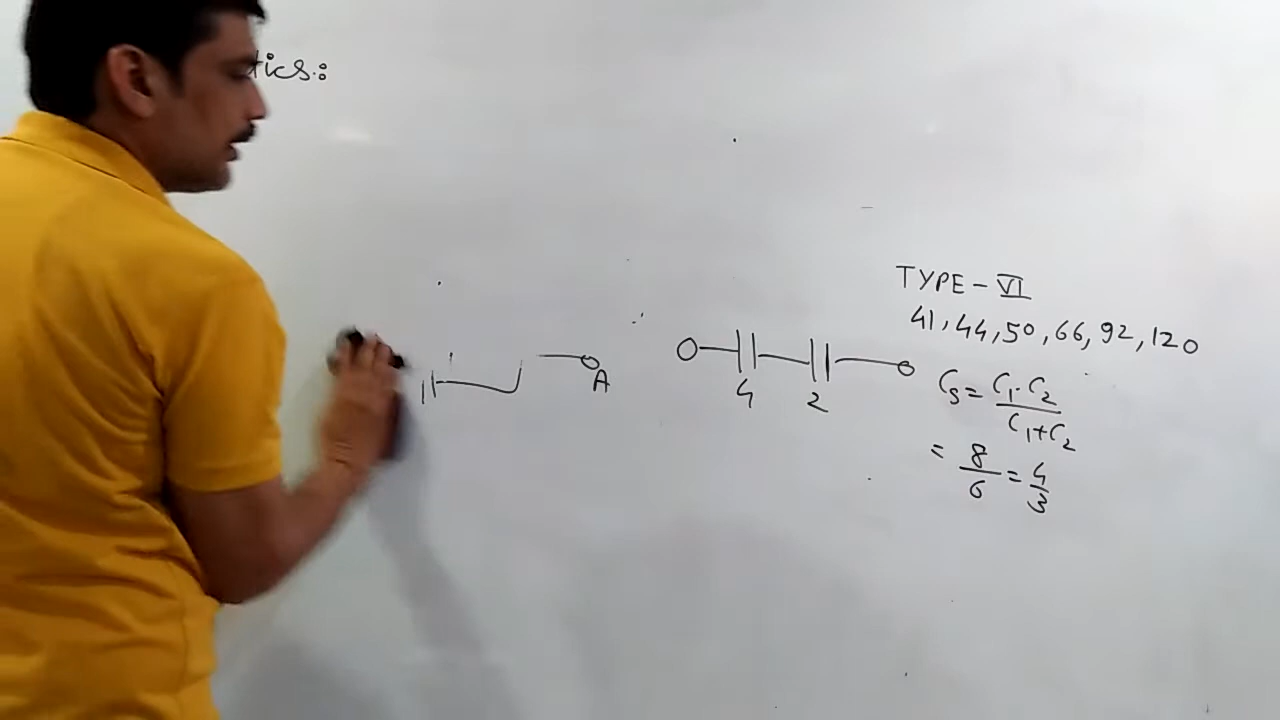 tics:
TYPE - VI
41, 44, 50, 66, 92, 120
A
4 2
Cs = C1 . C2 / C1 + C2
= 8 / 6 = 4 / 3